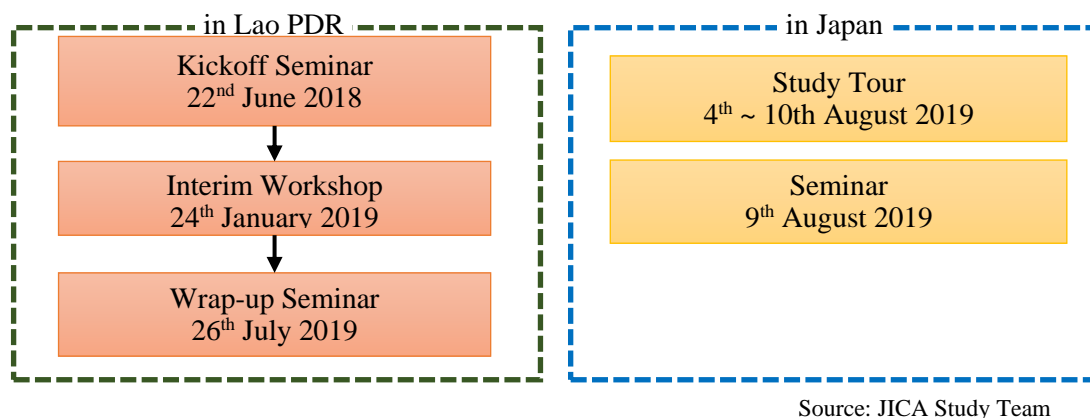 in Lao PDR
Kickoff Seminar
22nd June 2018
Interim Workshop
24th January 2019
Wrap-up Seminar
26th July 2019
in Japan
Study Tour
4th ~ 10th August 2019
Seminar
9th August 2019
Source: JICA Study Team